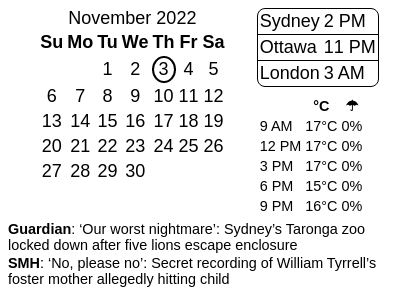 November 2022
Su Mo Tu We Th Fr Sa
1 2 3 4 5
6 7 8 9 10 11 12
13 14 15 16 17 18 19
20 21 22 23 24 25 26
27 28 29 30
Sydney 2 PM
Ottawa 11 PM
London 3 AM
°C ☂
9 AM 17°C 0%
12 PM 17°C 0%
3 PM 17°C 0%
6 PM 15°C 0%
9 PM 16°C 0%
Guardian: ‘Our worst nightmare’: Sydney’s Taronga zoo
locked down after five lions escape enclosure
SMH: ‘No, please no’: Secret recording of William Tyrrell’s
foster mother allegedly hitting child